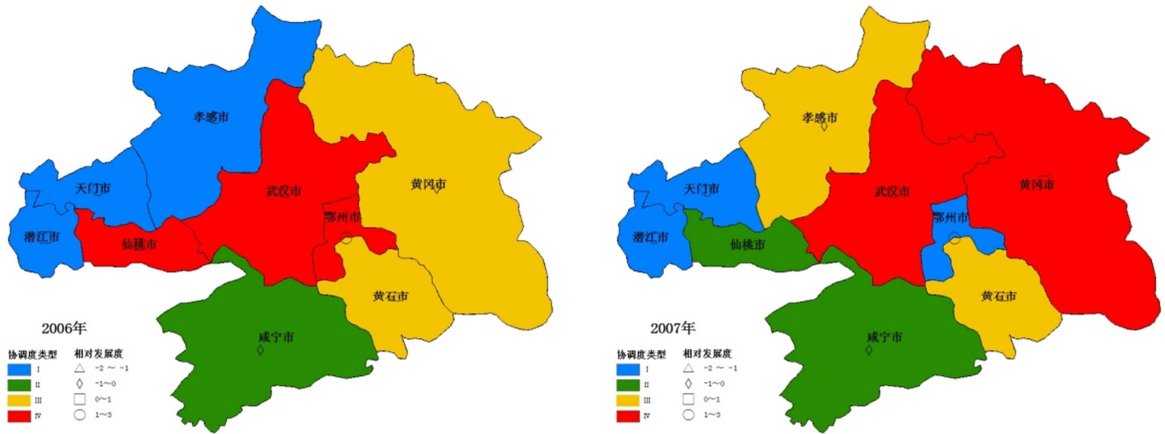 孝感市
天门市
武汉市
黄冈市
潜江市
仙桃市
鄂州市
黄石市
咸宁市
2006年
协调度类型 相对发展度
I -2～-1
II -1～0
III 0～1
IV 1～3
孝感市
天门市
武汉市
黄冈市
潜江市
仙桃市
鄂州市
黄石市
咸宁市
2007年
协调度类型 相对发展度
I -2～-1
II -1～0
III 0～1
IV 1～3